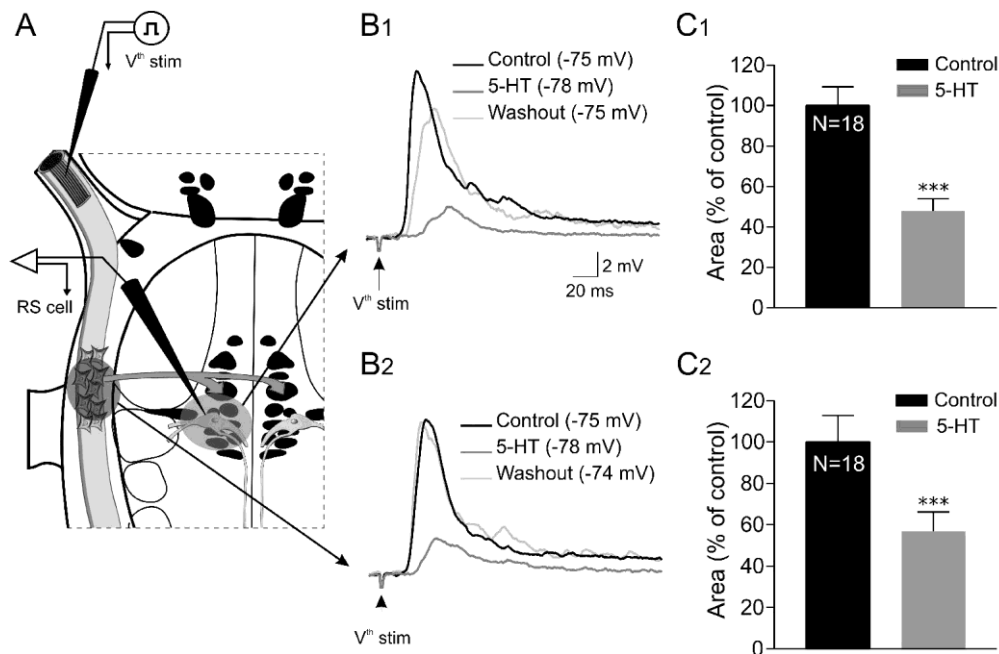 A
Vth stim
RS cell
B1
Control (-75 mV)
5-HT (-78 mV)
Washout (-75 mV)
2 mV
20 ms
Vth stim
C1
Control
5-HT
Area (% of control)
120
100
80
60
40
20
0
N=18
***
B2
Control (-75 mV)
5-HT (-78 mV)
Washout (-74 mV)
Vth stim
C2
Control
5-HT
Area (% of control)
120
100
80
60
40
20
0
N=18
***